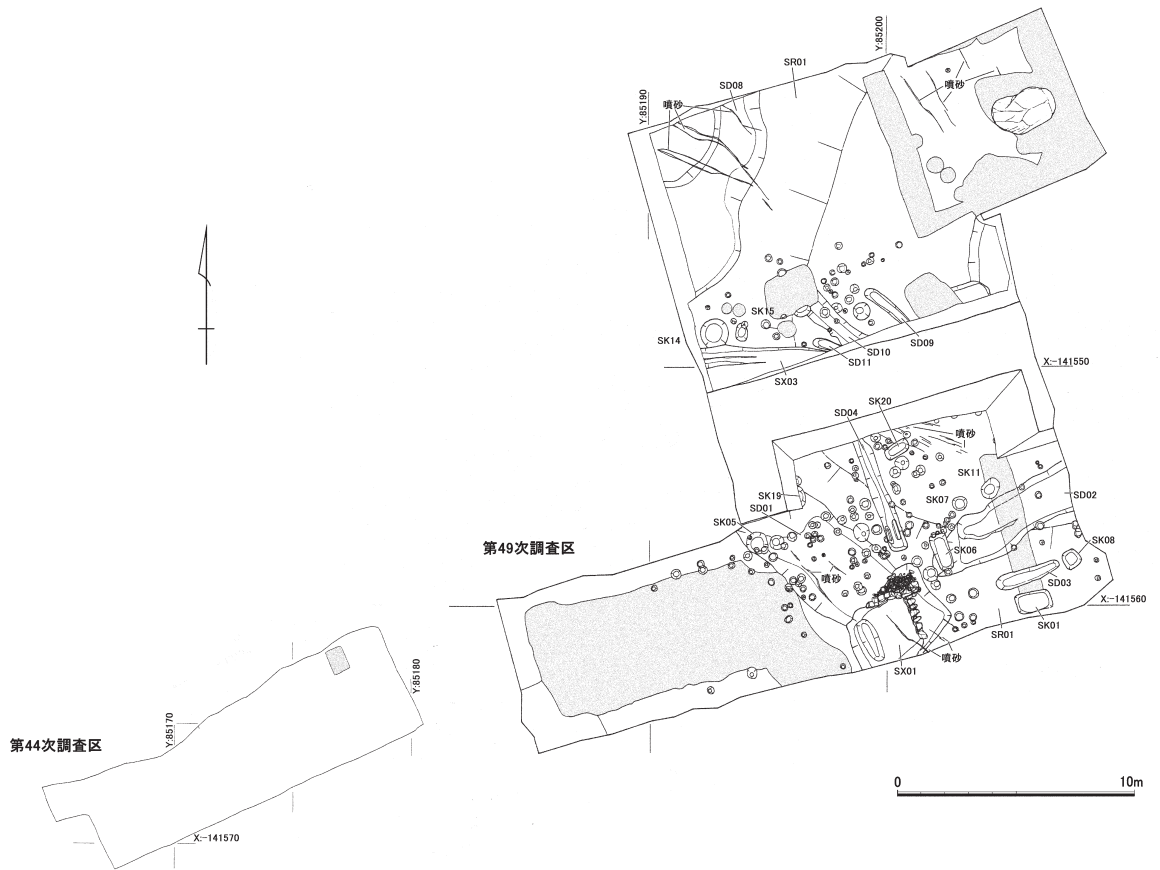 Y:85200
SR01
SD08
噴砂
噴砂
Y:85190
SK15
SK14
SD09
SD10
SD11
SX03
X:-141550
SK20
SD04
噴砂
SK11
SK07
SK19
SD01
SK05
SD02
第49次調査区
SK06
SK08
噴砂
SD03
X:-141560
SK01
SR01
噴砂
SX01
Y:85180
Y:85170
第44次調査区
0 10m
X:-141570